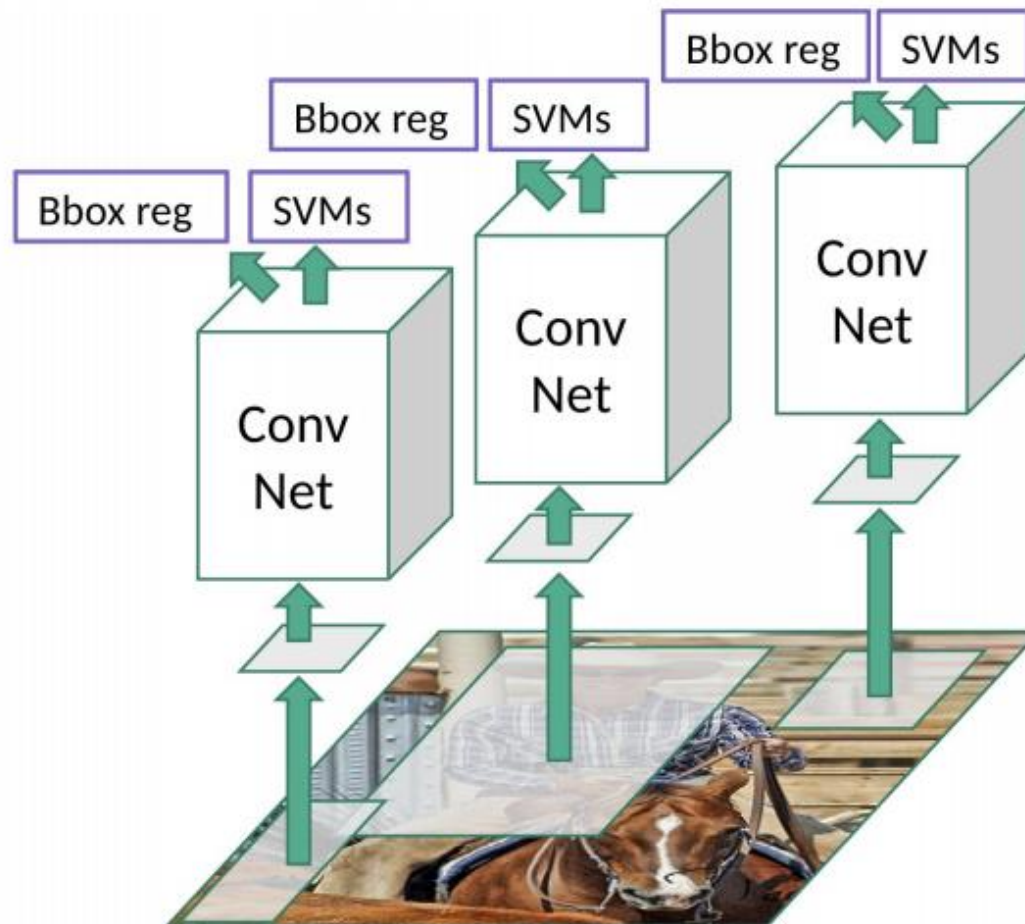 Bbox reg SVMs
Bbox reg SVMs
Bbox reg SVMs
Conv
Net
Conv
Net
Conv
Net